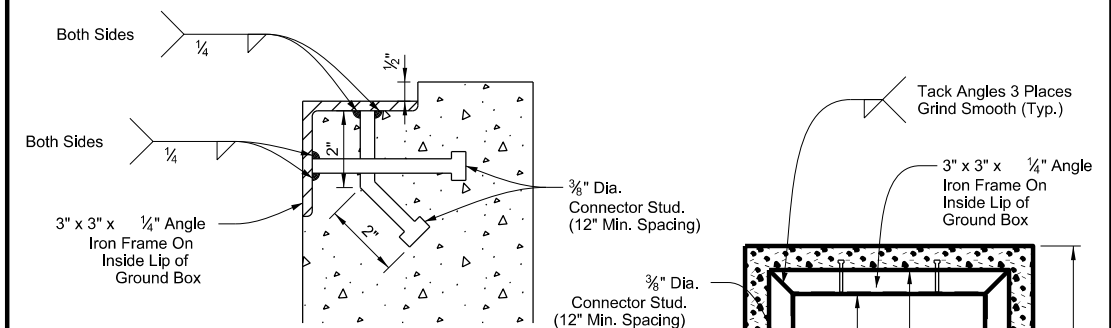 Both Sides
¼
½"
Both Sides
¼
2"
2"
3" x 3" x ¼" Angle
Iron Frame On
Inside Lip of
Ground Box
⅜" Dia.
Connector Stud.
(12" Min. Spacing)
Tack Angles 3 Places
Grind Smooth (Typ.)
3" x 3" x ¼" Angle
Iron Frame On
Inside Lip of
Ground Box
⅜" Dia.
Connector Stud.
(12" Min. Spacing)